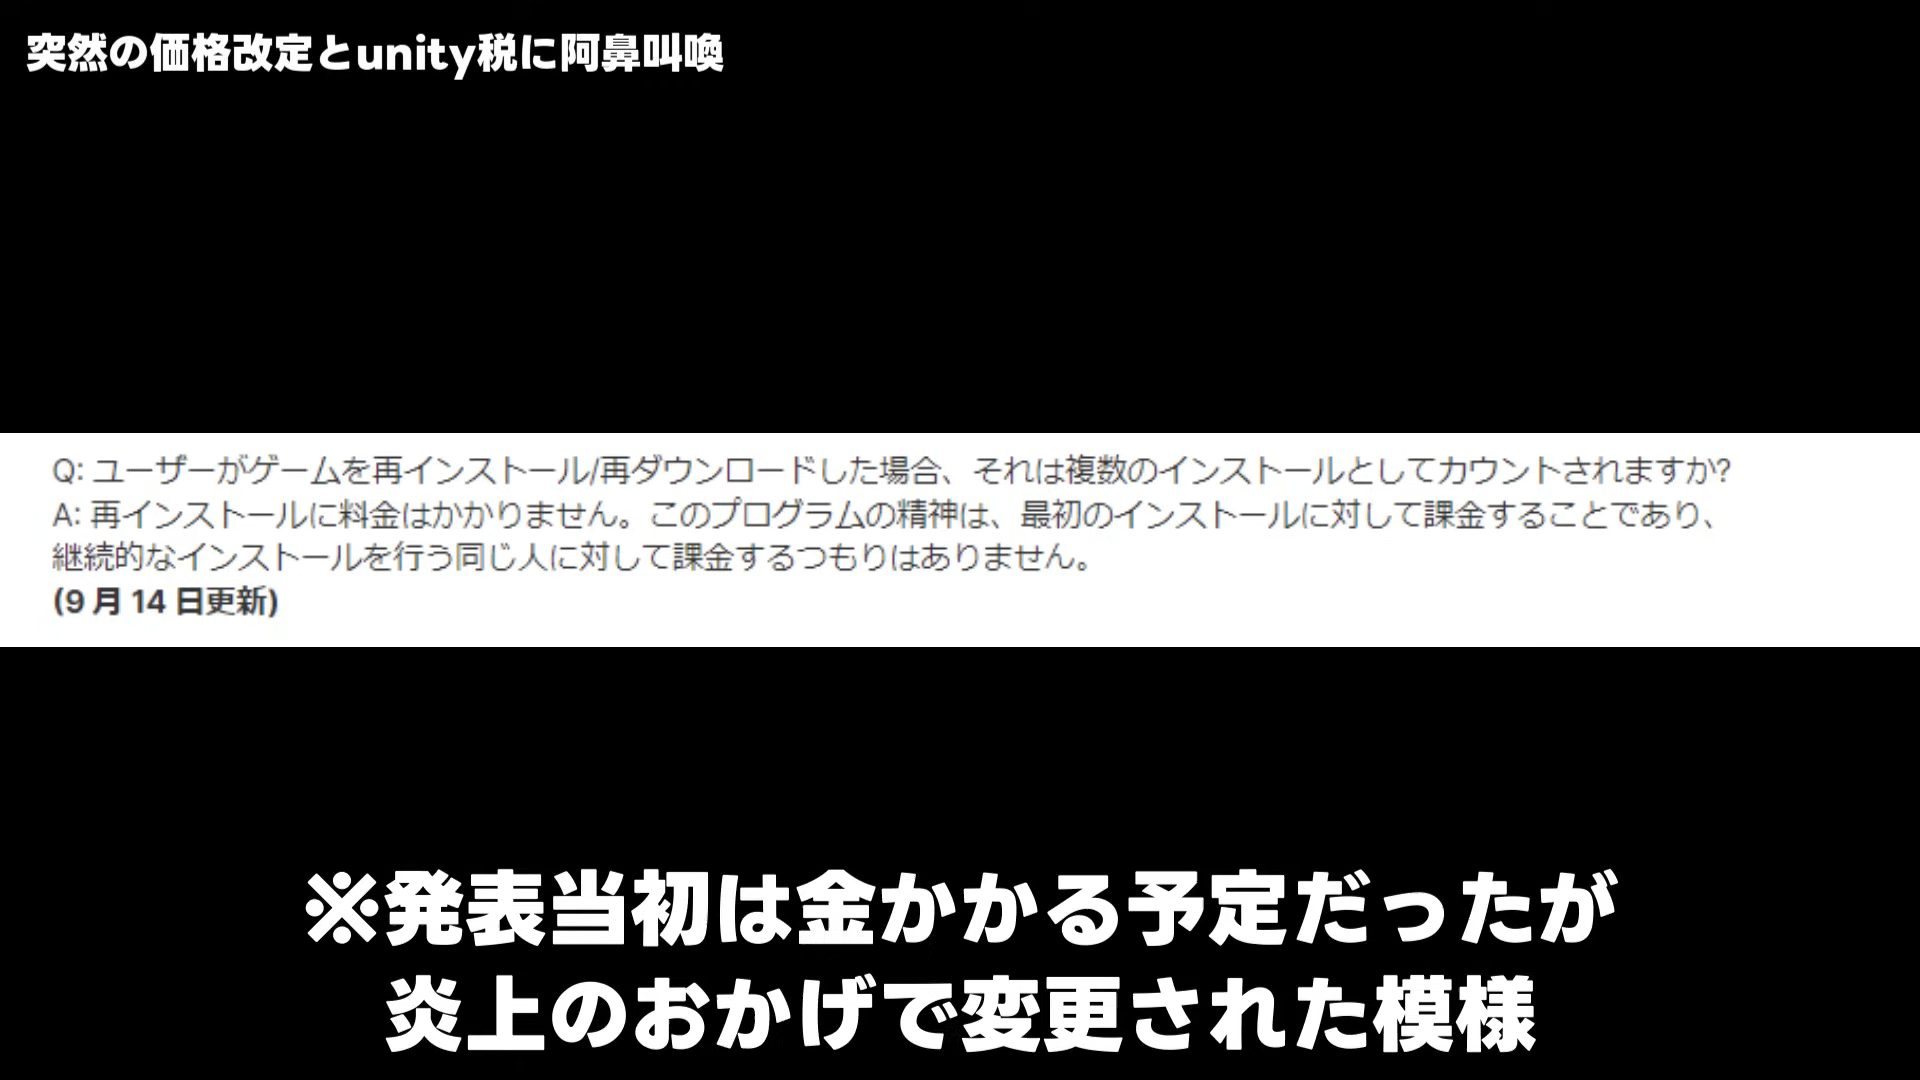 突然の価格改定とunity税に阿鼻叫喚
Q: ユーザーがゲームを再インストール/再ダウンロードした場合、それは複数のインストールとしてカウントされますか?
A: 再インストールに料金はかかりません。このプログラムの精神は、最初のインストールに対して課金することであり、
継続的なインストールを行う同じ人に対して課金するつもりはありません。
(9 月 14 日更新)
※発表当初は金かかる予定だったが
炎上のおかげで変更された模様